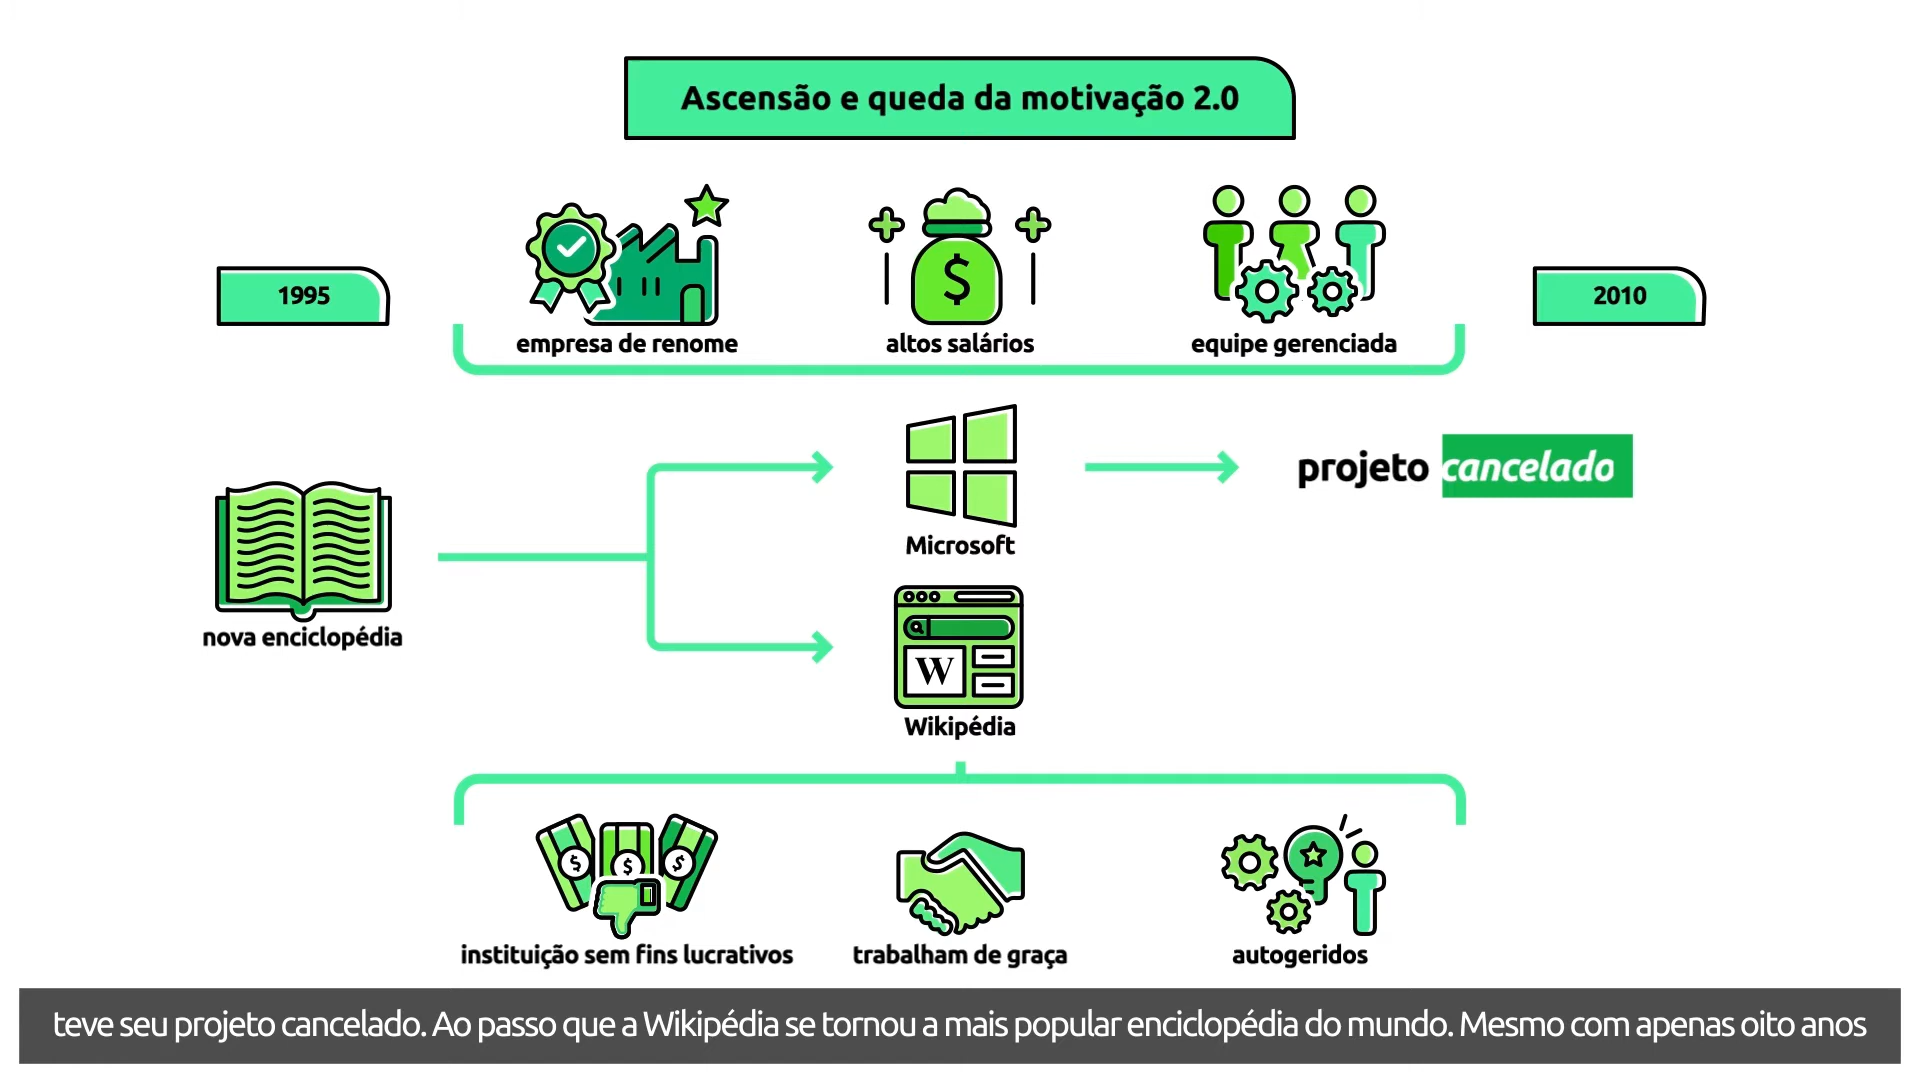 Ascensão e queda da motivação 2.0
1995
empresa de renome
altos salários
equipe gerenciada
2010
nova enciclopédia
Microsoft
projeto cancelado
W
Wikipédia
instituição sem fins lucrativos
trabalham de graça
autogeridos
teve seu projeto cancelado. Ao passo que a Wikipédia se tornou a mais popular enciclopédia do mundo. Mesmo com apenas oito anos